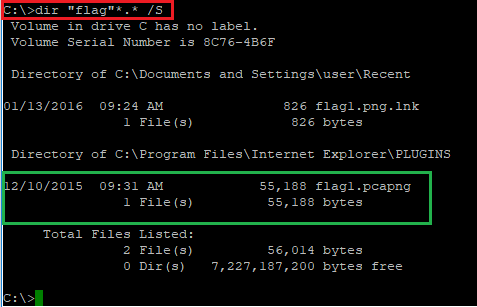 C:\>dir "flag"*.* /S
Volume in drive C has no label.
Volume Serial Number is 8C76-4B6F
Directory of C:\Documents and Settings\user\Recent
01/13/2016  09:24 AM               826 flag1.png.lnk
1 File(s)            826 bytes
Directory of C:\Program Files\Internet Explorer\PLUGINS
12/10/2015  09:31 AM            55,188 flag1.pcapng
1 File(s)         55,188 bytes
Total Files Listed:
2 File(s)         56,014 bytes
0 Dir(s)   7,227,187,200 bytes free
C:\>